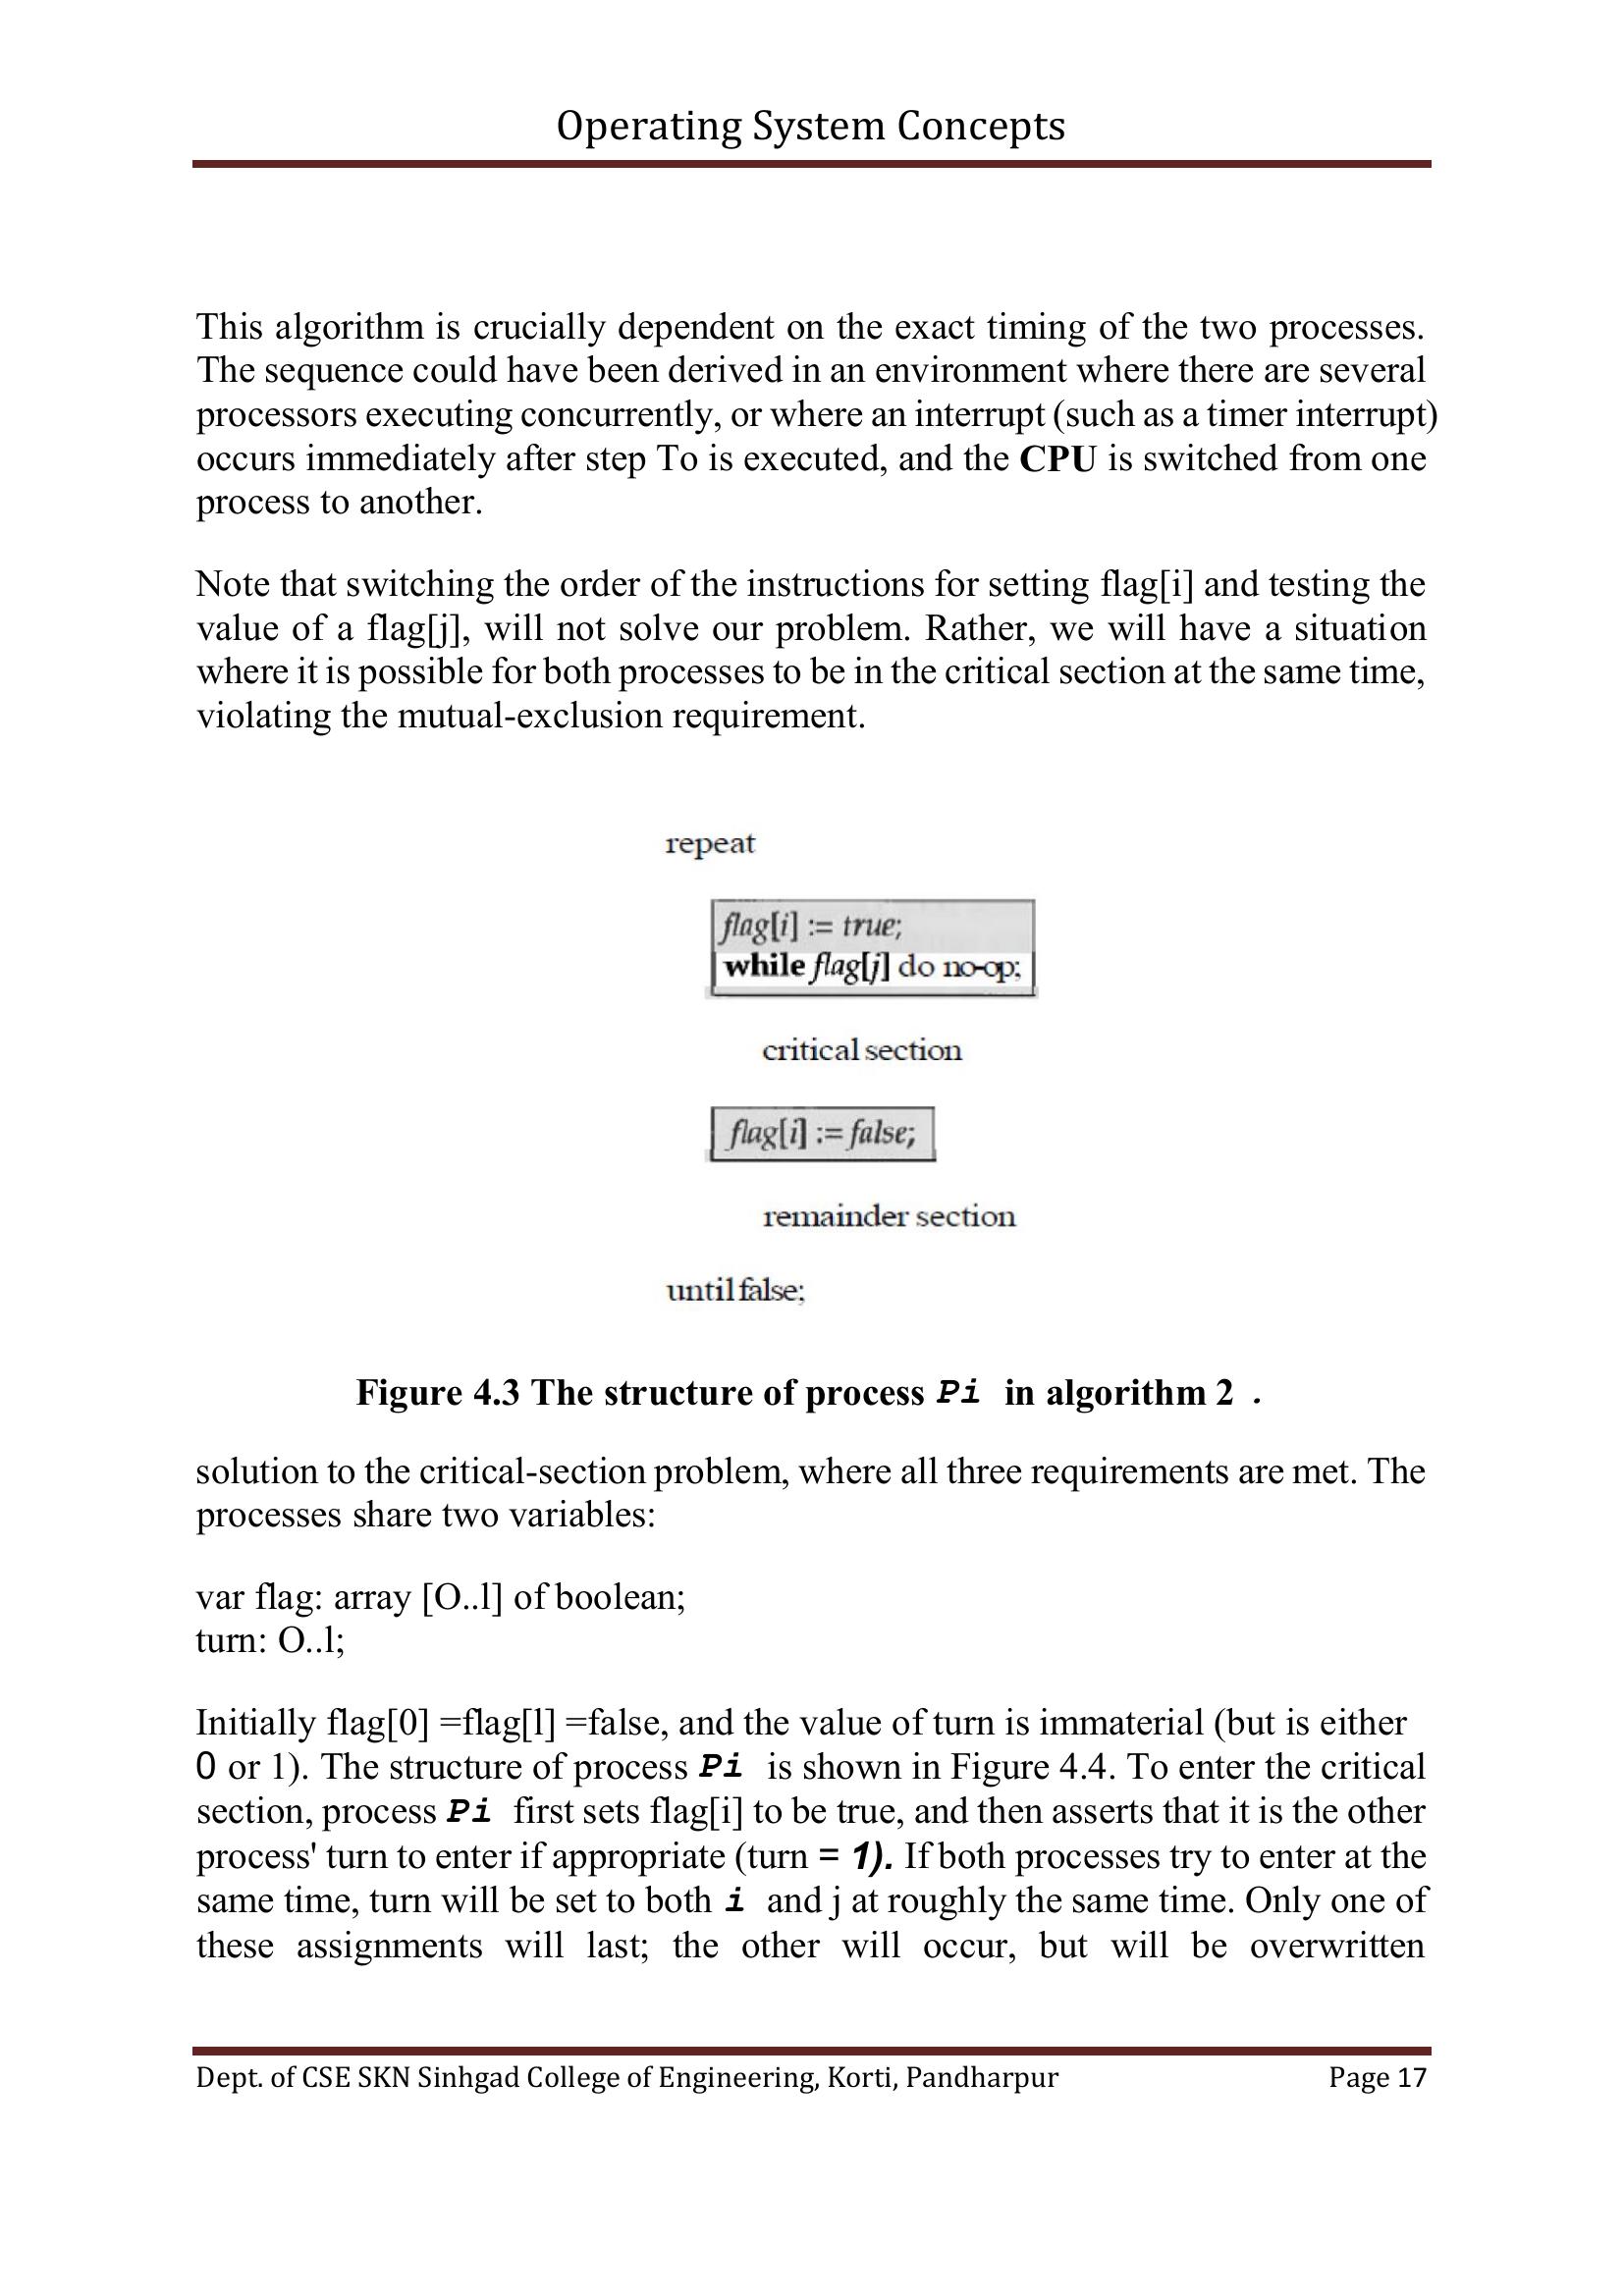 Operating System Concepts
This algorithm is crucially dependent on the exact timing of the two processes.
The sequence could have been derived in an environment where there are several
processors executing concurrently, or where an interrupt (such as a timer interrupt)
occurs immediately after step To is executed, and the CPU is switched from one
process to another.
Note that switching the order of the instructions for setting flag[i] and testing the
value of a flag[j], will not solve our problem. Rather, we will have a situation
where it is possible for both processes to be in the critical section at the same time,
violating the mutual-exclusion requirement.
repeat
flag[i] := true;
while flag[j] do no-op;
critical section
flag[i] := false;
remainder section
until false;
Figure 4.3 The structure of process Pi in algorithm 2 .
solution to the critical-section problem, where all three requirements are met. The
processes share two variables:
var flag: array [O..l] of boolean;
turn: O..l;
Initially flag[0] =flag[l] =false, and the value of turn is immaterial (but is either
0 or 1). The structure of process Pi is shown in Figure 4.4. To enter the critical
section, process Pi first sets flag[i] to be true, and then asserts that it is the other
process' turn to enter if appropriate (turn = 1). If both processes try to enter at the
same time, turn will be set to both i and j at roughly the same time. Only one of
these assignments will last; the other will occur, but will be overwritten
Dept. of CSE SKN Sinhgad College of Engineering, Korti, Pandharpur Page 17